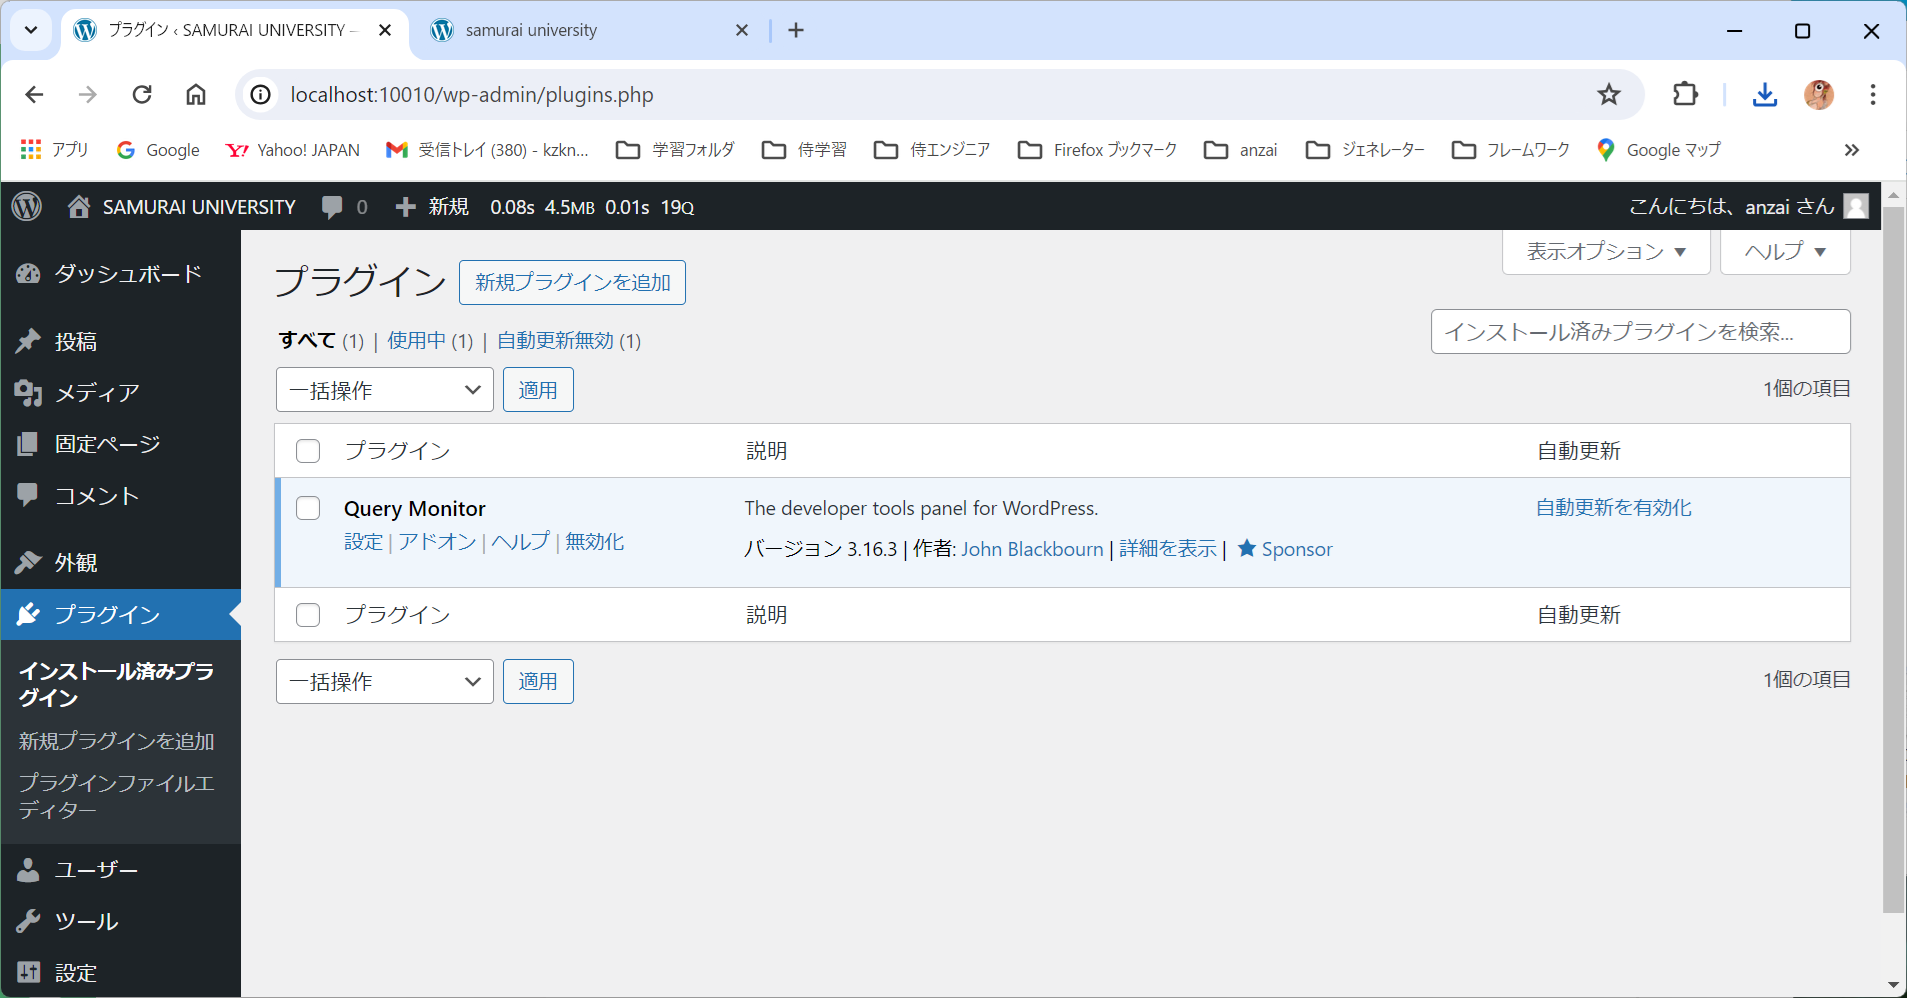 プラグイン ‹ SAMURAI UNIVERSITY –
samurai university
localhost:10010/wp-admin/plugins.php
アプリ
Google
Yahoo! JAPAN
受信トレイ (380) - kzkn...
学習フォルダ
侍学習
侍エンジニア
Firefox ブックマーク
anzai
ジェネレーター
フレームワーク
Google マップ
SAMURAI UNIVERSITY 0 新規 0.08s 4.5MB 0.01s 19Q
こんにちは、anzai さん
ダッシュボード
投稿
メディア
固定ページ
コメント
外観
プラグイン
インストール済みプラ
グイン
新規プラグインを追加
プラグインファイルエ
ディター
ユーザー
ツール
設定
表示オプション ▼
ヘルプ ▼
プラグイン
新規プラグインを追加
すべて (1) | 使用中 (1) | 自動更新無効 (1)
インストール済みプラグインを検索...
一括操作
適用
1個の項目
プラグイン 説明 自動更新
Query Monitor
設定 | アドオン | ヘルプ | 無効化
The developer tools panel for WordPress.
バージョン 3.16.3 | 作者: John Blackbourn | 詳細を表示 | ★ Sponsor
自動更新を有効化
プラグイン 説明 自動更新
一括操作
適用
1個の項目